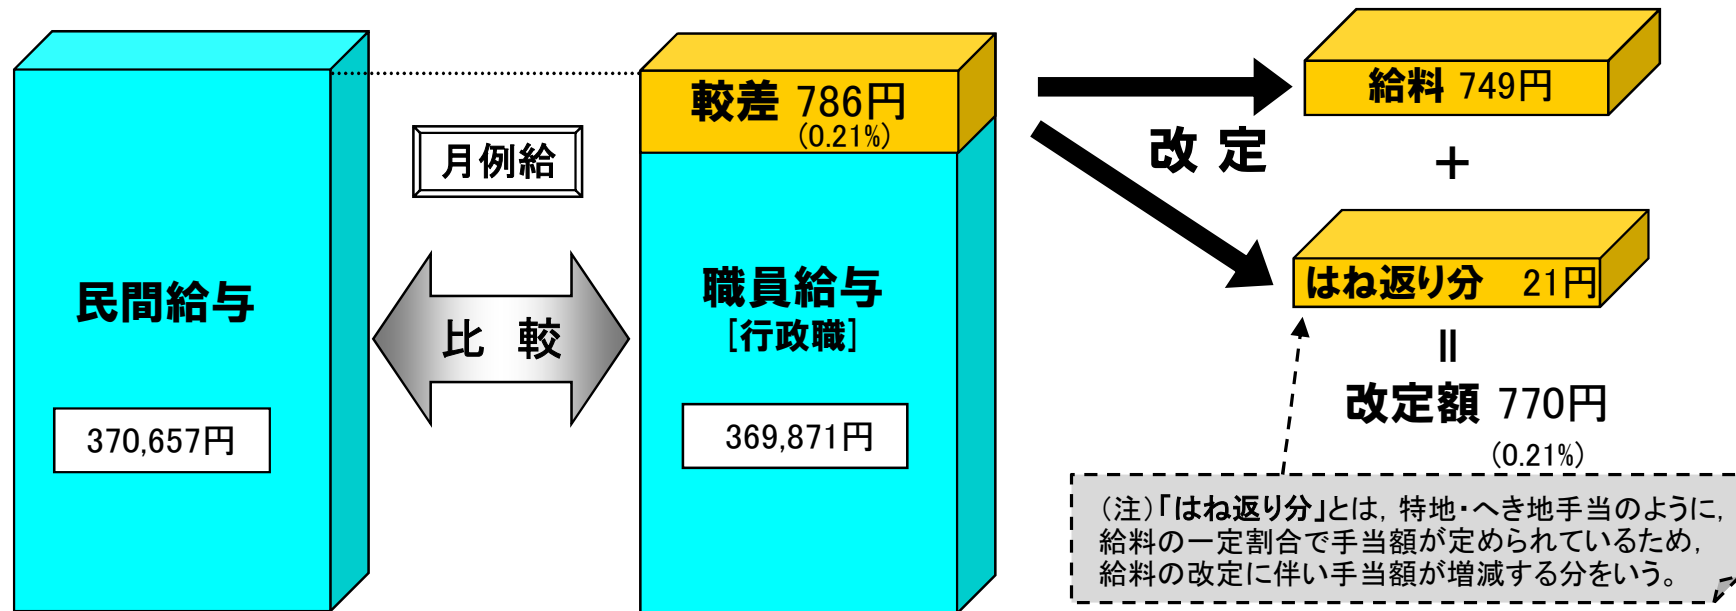 民間給与
370,657円
月例給
比 較
較差 786円
(0.21%)
職員給与
[行政職]
369,871円
改 定
給料 749円
+
はね返り分 21円
=
改定額 770円
(0.21%)
(注)「はね返り分」とは,特地・へき地手当のように,
給料の一定割合で手当額が定められているため,
給料の改定に伴い手当額が増減する分をいう。